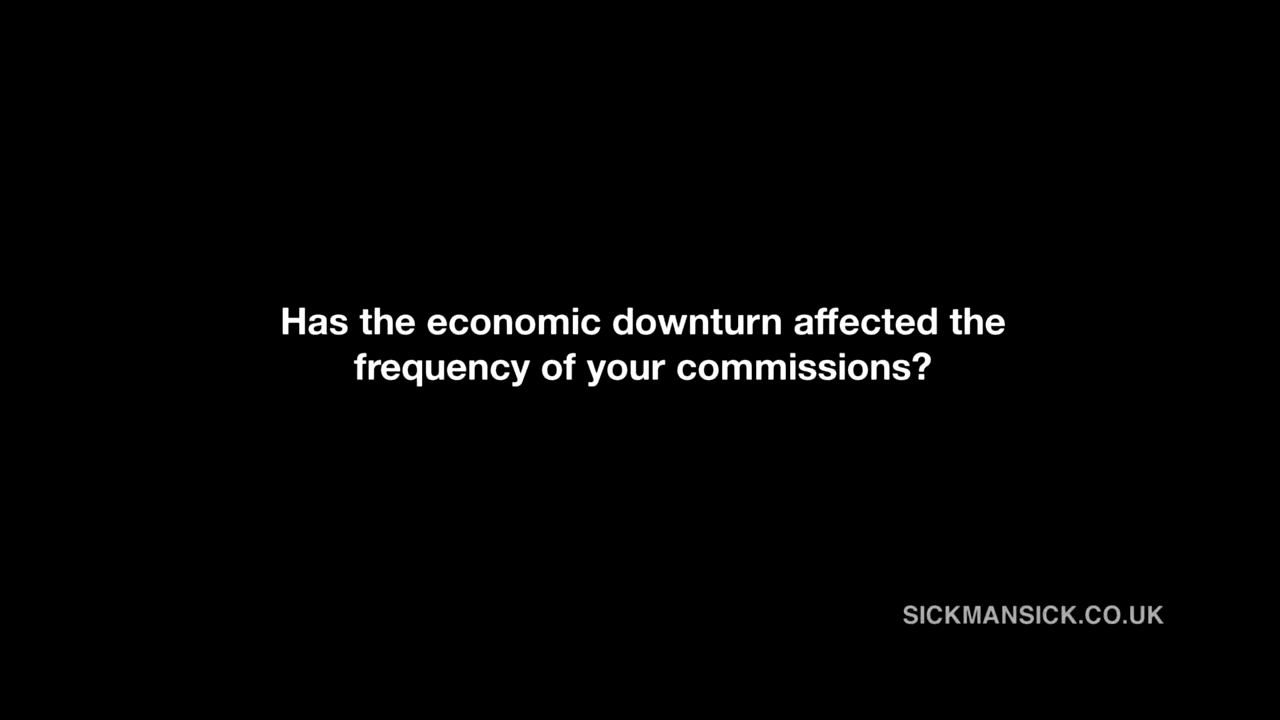 Has the economic downturn affected the
frequency of your commissions?
SICKMANSICK.CO.UK